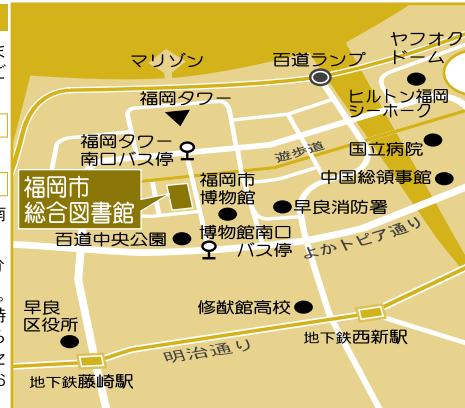 ヤフオク
ドーム
マリゾン
百道ランプ
福岡タワー
ヒルトン福岡
シーホーク
福岡タワー
南口バス停
遊歩道
国立病院
福岡市
総合図書館
福岡市
博物館
中国総領事館
早良消防署
百道中央公園
博物館南口
バス停
よかトピア通り
早良
区役所
修猷館高校
明治通り
地下鉄西新駅
地下鉄藤崎駅